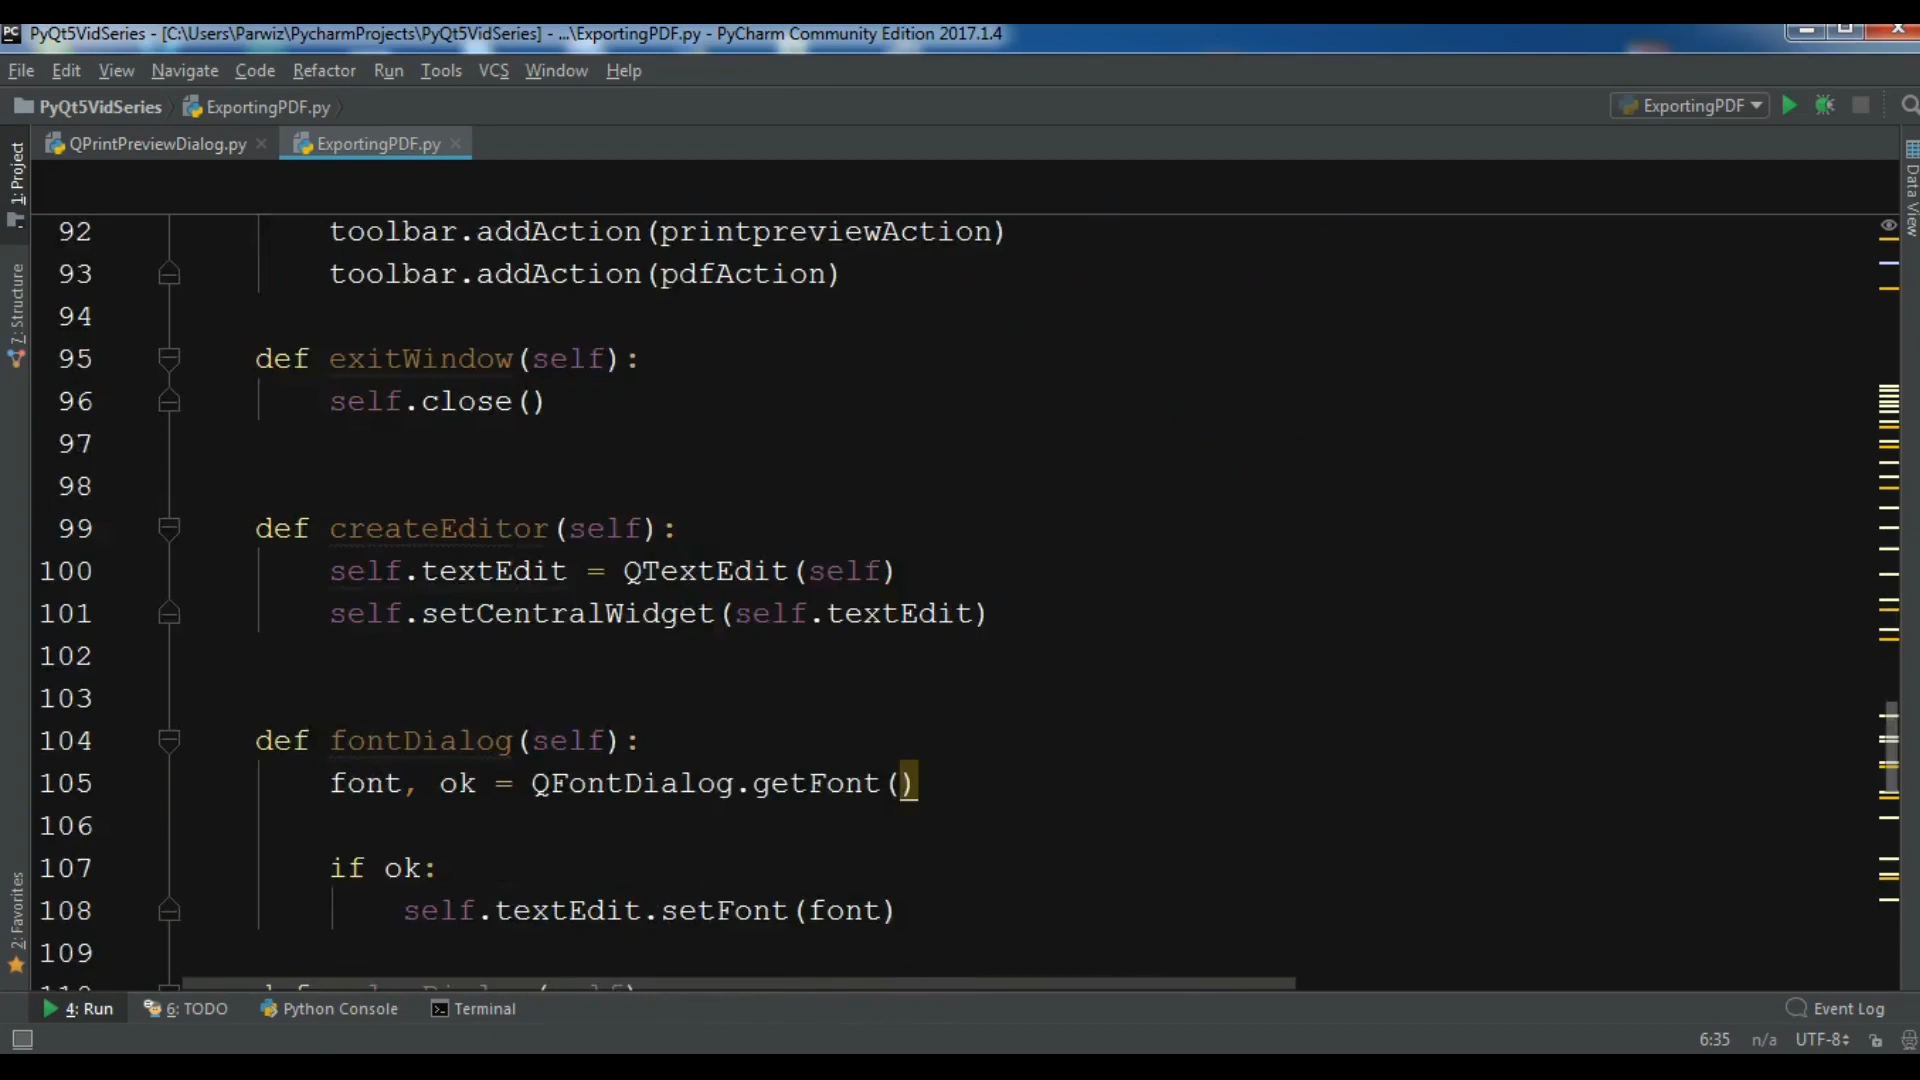 PyQt5VidSeries - [C:\Users\Parwiz\PycharmProjects\PyQt5VidSeries] - ...\ExportingPDF.py - PyCharm Community Edition 2017.1.4
File Edit View Navigate Code Refactor Run Tools VCS Window Help
PyQt5VidSeries ExportingPDF.py ExportingPDF
QPrintPreviewDialog.py ExportingPDF.py
1: Project
7: Structure
2: Favorites
Data View
92 toolbar.addAction(printpreviewAction)
93 toolbar.addAction(pdfAction)
94
95 def exitWindow(self):
96 self.close()
97
98
99 def createEditor(self):
100 self.textEdit = QTextEdit(self)
101 self.setCentralWidget(self.textEdit)
102
103
104 def fontDialog(self):
105 font, ok = QFontDialog.getFont()
106
107 if ok:
108 self.textEdit.setFont(font)
109
4: Run 6: TODO Python Console Terminal Event Log
6:35 n/a UTF-8